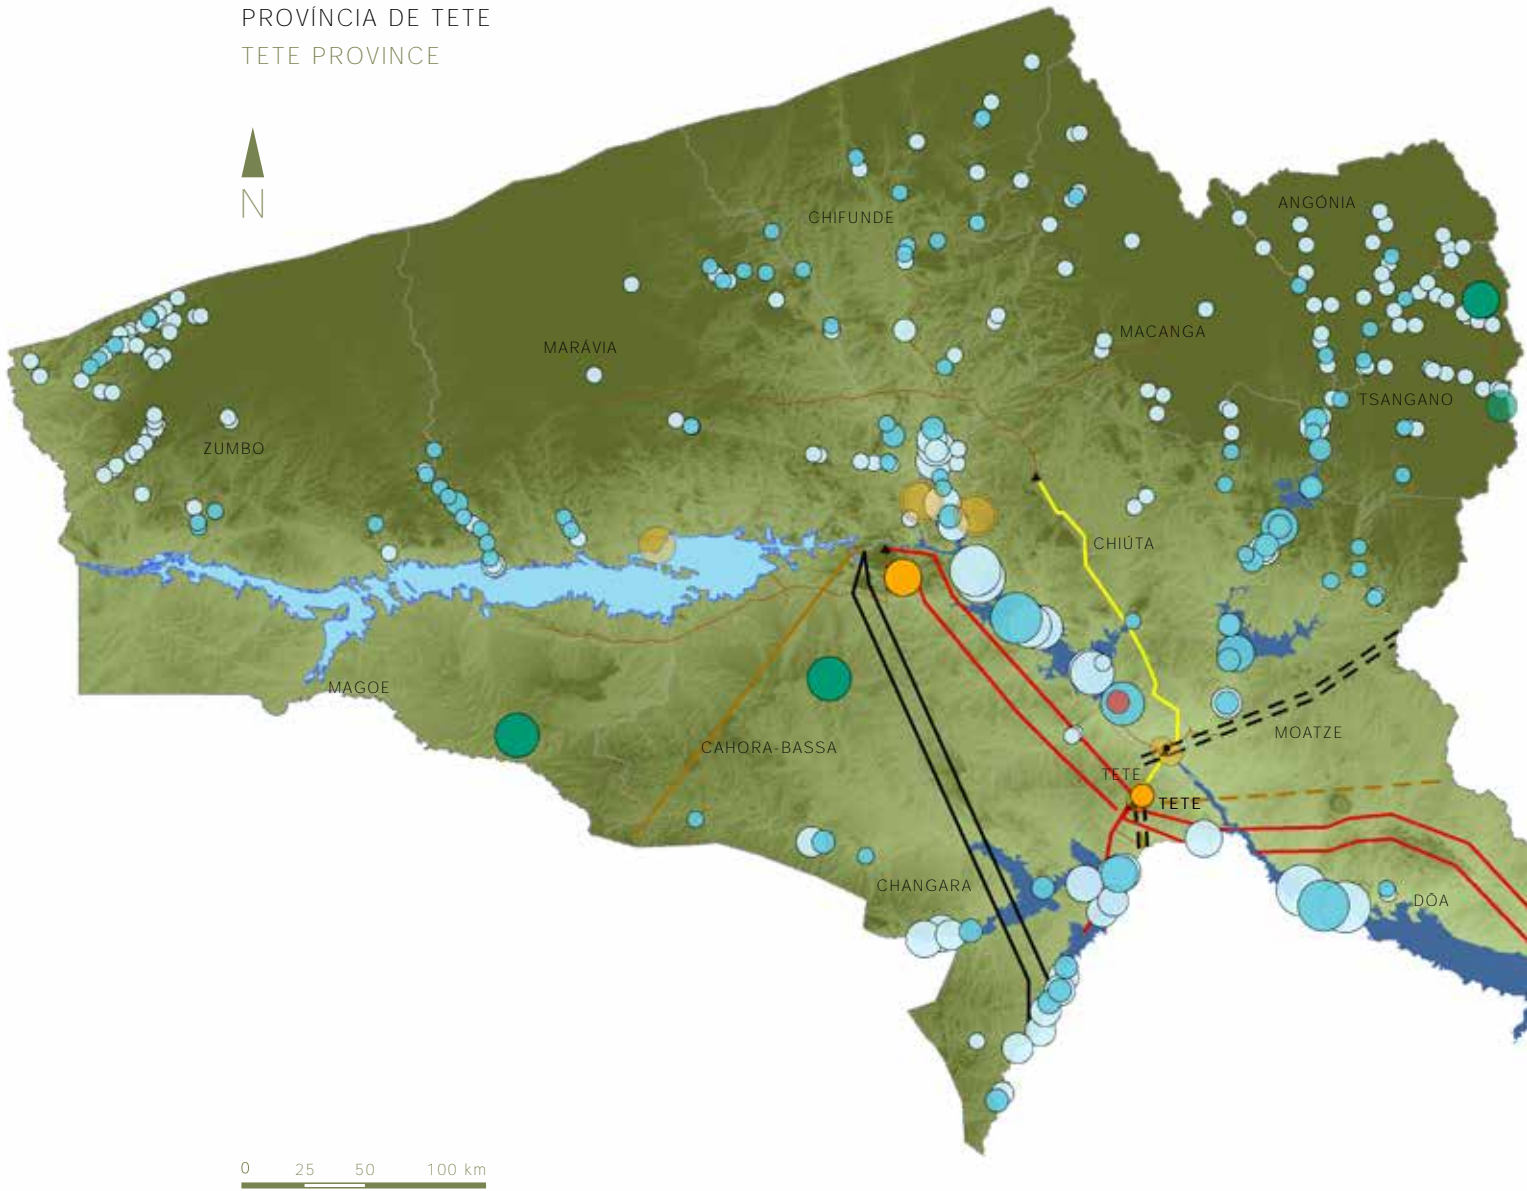 PROVÍNCIA DE TETE
TETE PROVINCE
N
ANGÓNIA
CHIFUNDE
MACANGA
MARÁVIA
TSANGANO
ZUMBO
CHIÚTA
MAGOE
MOATZE
CAHORA-BASSA
TETE
TETE
CHANGARA
DÔA
0 25 50 100 km